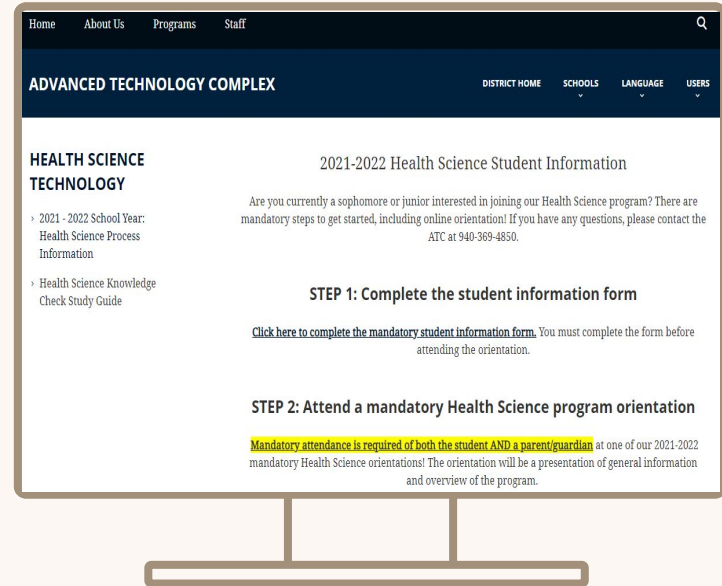 Home About Us Programs Staff
ADVANCED TECHNOLOGY COMPLEX
DISTRICT HOME SCHOOLS LANGUAGE USERS
HEALTH SCIENCE
TECHNOLOGY
› 2021 - 2022 School Year:
Health Science Process
Information
› Health Science Knowledge
Check Study Guide
2021-2022 Health Science Student Information
Are you currently a sophomore or junior interested in joining our Health Science program? There are
mandatory steps to get started, including online orientation! If you have any questions, please contact the
ATC at 940-369-4850.
STEP 1: Complete the student information form
Click here to complete the mandatory student information form. You must complete the form before
attending the orientation.
STEP 2: Attend a mandatory Health Science program orientation
Mandatory attendance is required of both the student AND a parent/guardian at one of our 2021-2022
mandatory Health Science orientations! The orientation will be a presentation of general information
and overview of the program.